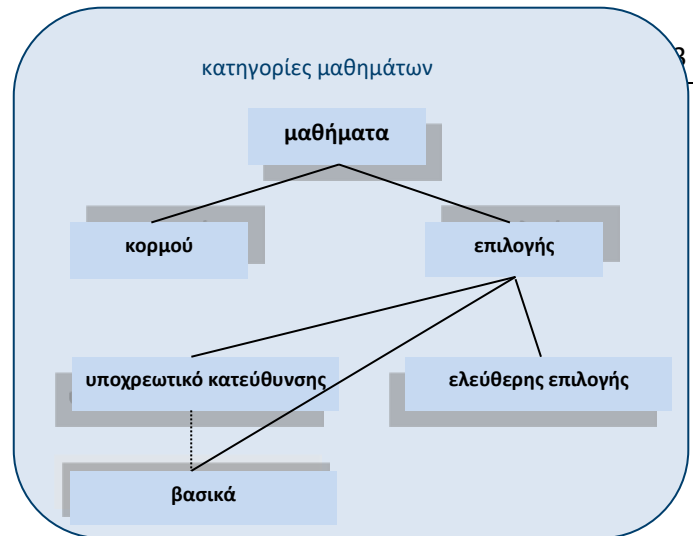 κατηγορίες μαθημάτων
μαθήματα
κορμού
επιλογής
υποχρεωτικό κατεύθυνσης
ελεύθερης επιλογής
βασικά